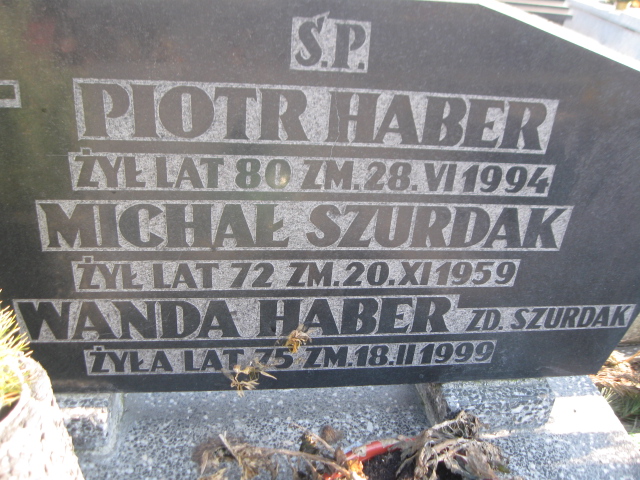 Ś.P.
PIOTR HABER
ŻYŁ LAT 80 ZM. 28. VI 1994
MICHAŁ SZURDAK
ŻYŁ LAT 72 ZM. 20. XI 1959
WANDA HABER ZD. SZURDAK
ŻYŁA LAT 75 ZM. 18. II 1999